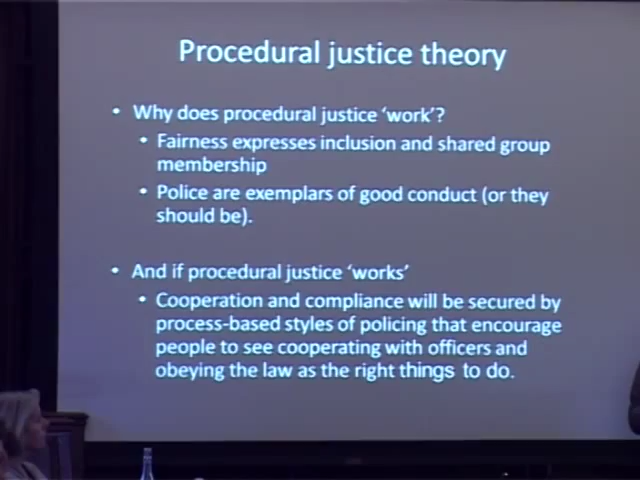 Procedural justice theory
• Why does procedural justice ‘work’?
• Fairness expresses inclusion and shared group
membership
• Police are exemplars of good conduct (or they
should be).
• And if procedural justice ‘works’
• Cooperation and compliance will be secured by
process-based styles of policing that encourage
people to see cooperating with officers and
obeying the law as the right things to do.